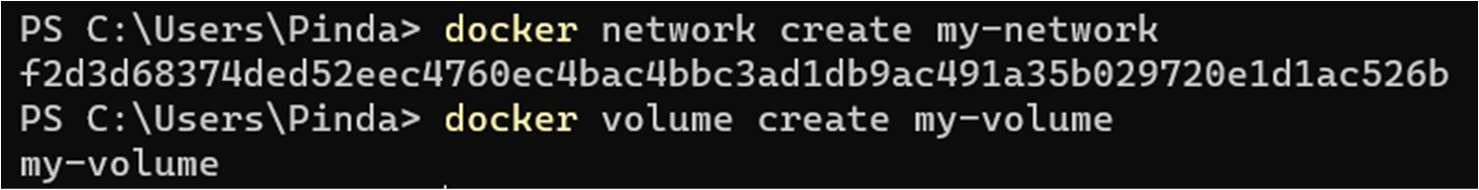 PS C:\Users\Pinda> docker network create my-network
f2d3d68374ded52eec4760ec4bac4bbc3ad1db9ac491a35b029720e1d1ac526b
PS C:\Users\Pinda> docker volume create my-volume
my-volume